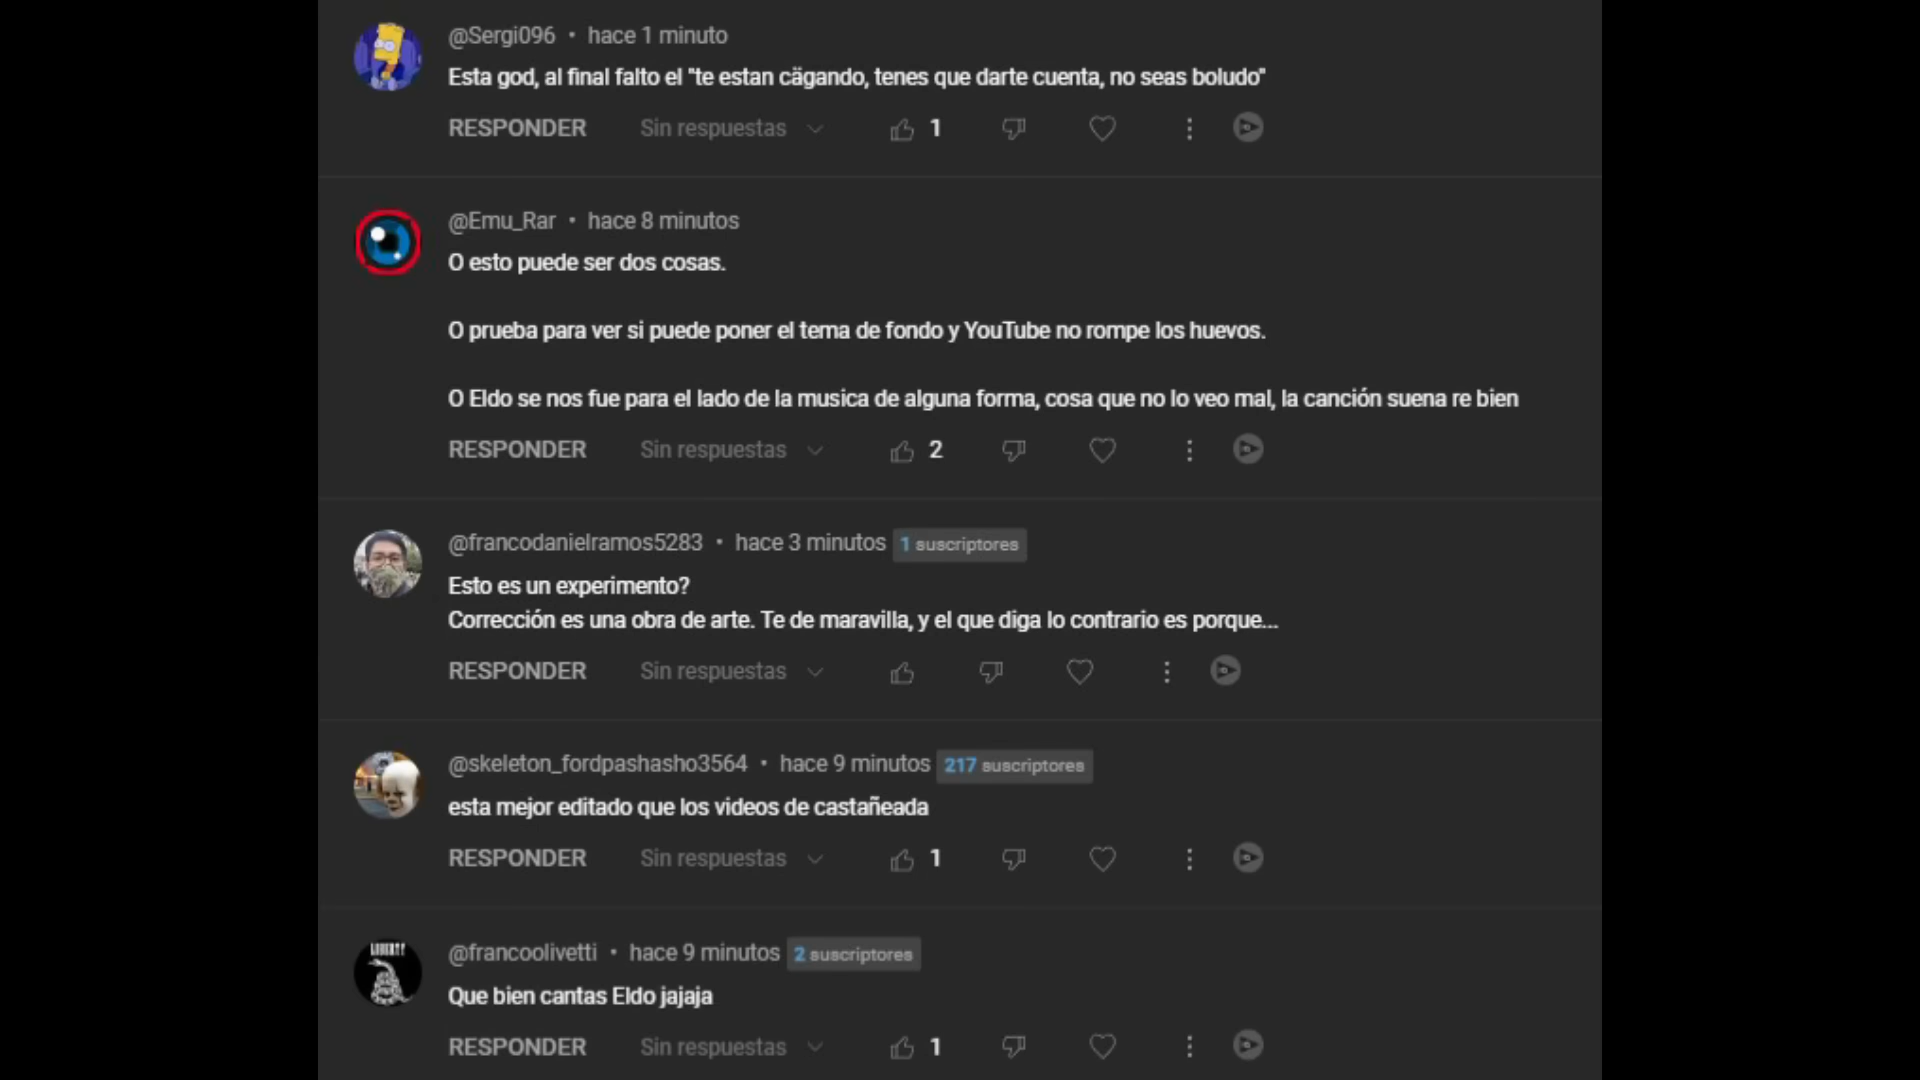 @Sergi096 • hace 1 minuto
Esta god, al final falto el "te estan cägando, tenes que darte cuenta, no seas boludo"
RESPONDER Sin respuestas 1
@Emu_Rar • hace 8 minutos
O esto puede ser dos cosas.
O prueba para ver si puede poner el tema de fondo y YouTube no rompe los huevos.
O Eldo se nos fue para el lado de la musica de alguna forma, cosa que no lo veo mal, la canción suena re bien
RESPONDER Sin respuestas 2
@francodanielramos5283 • hace 3 minutos 1 suscriptores
Esto es un experimento?
Corrección es una obra de arte. Te de maravilla, y el que diga lo contrario es porque...
RESPONDER Sin respuestas
@skeleton_fordpashasho3564 • hace 9 minutos 217 suscriptores
esta mejor editado que los videos de castañeada
RESPONDER Sin respuestas 1
LIBERTY
@francoolivetti • hace 9 minutos 2 suscriptores
Que bien cantas Eldo jajaja
RESPONDER Sin respuestas 1